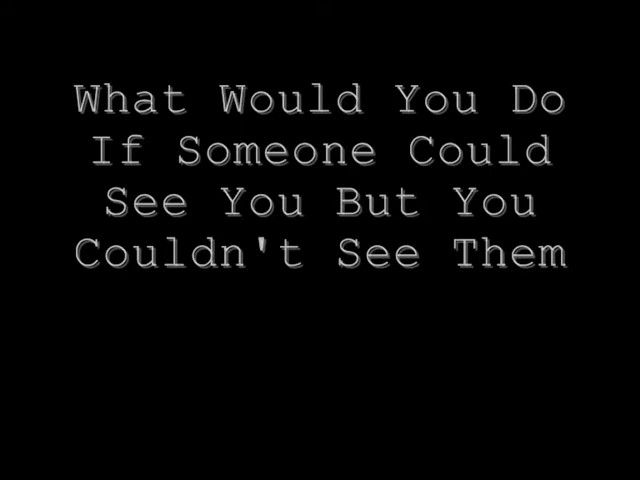 What Would You Do
If Someone Could
See You But You
Couldn't See Them